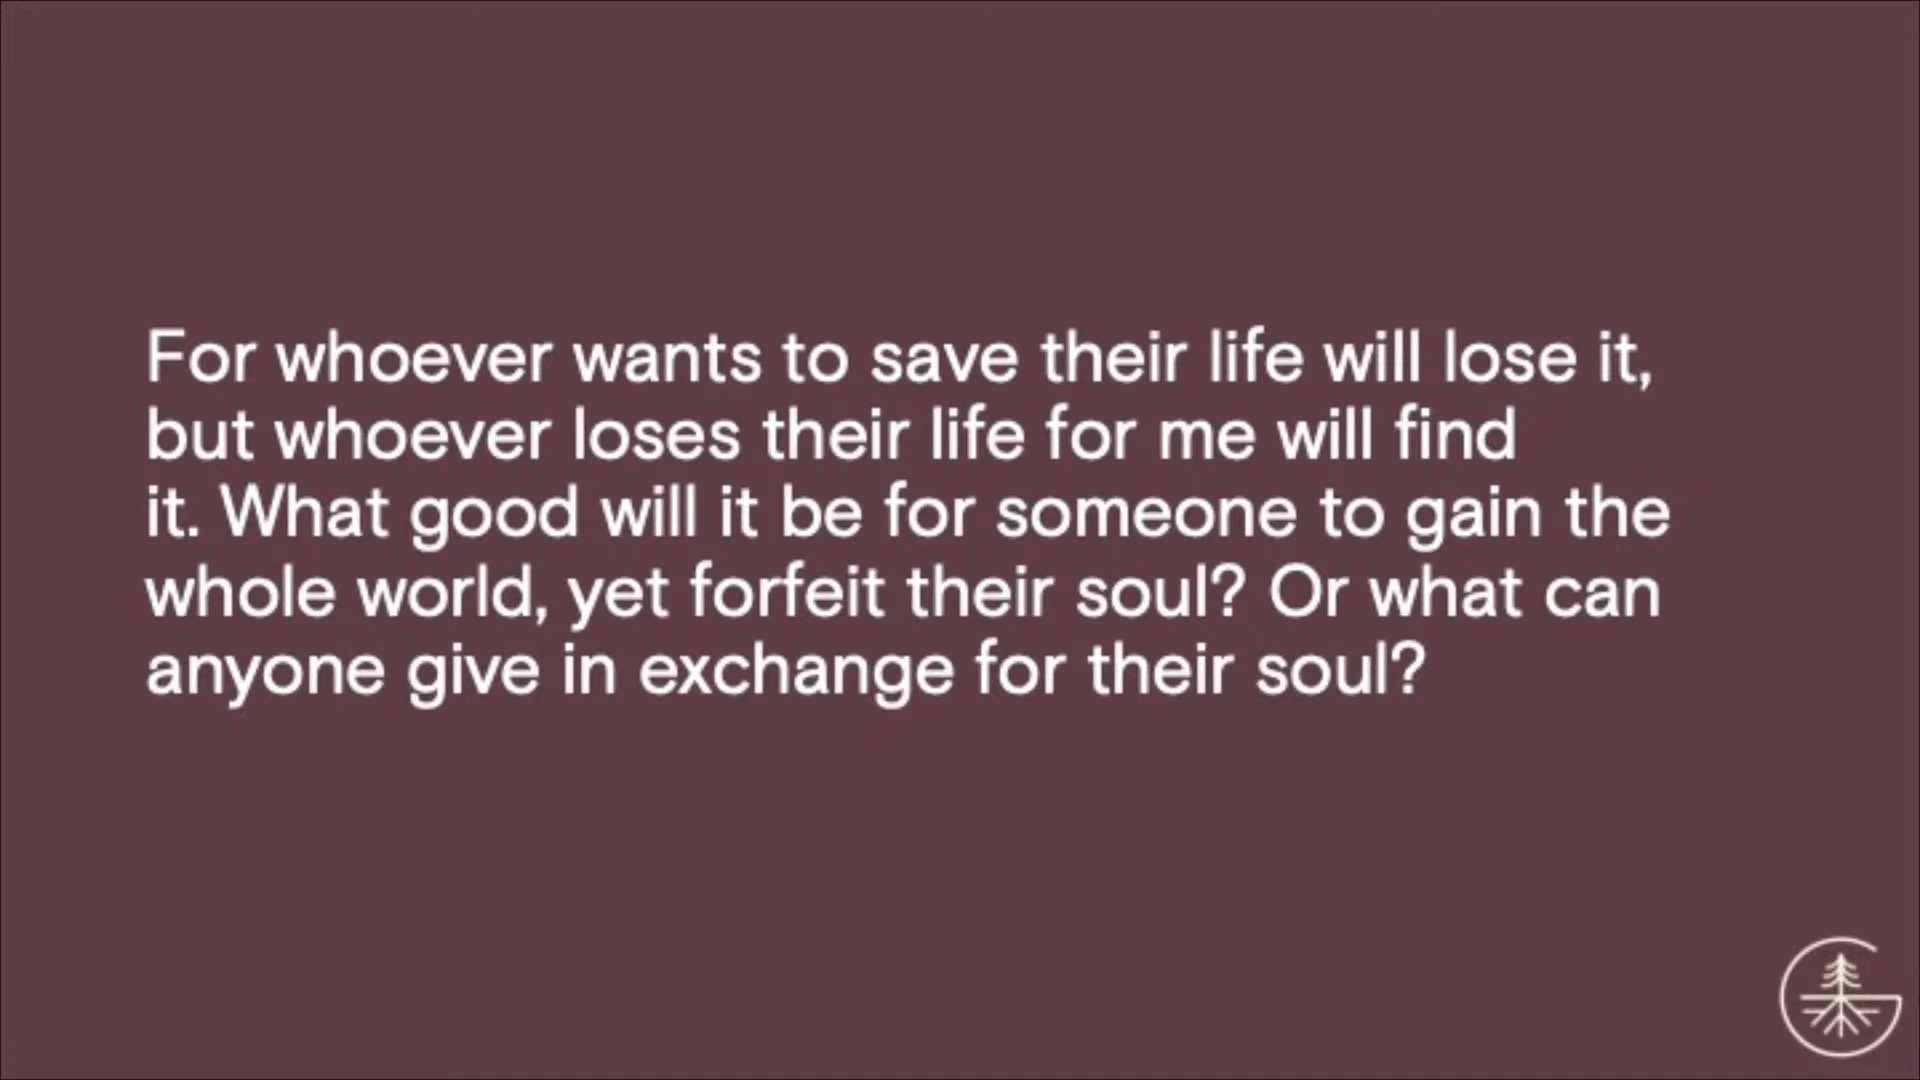 For whoever wants to save their life will lose it,
but whoever loses their life for me will find
it. What good will it be for someone to gain the
whole world, yet forfeit their soul? Or what can
anyone give in exchange for their soul?